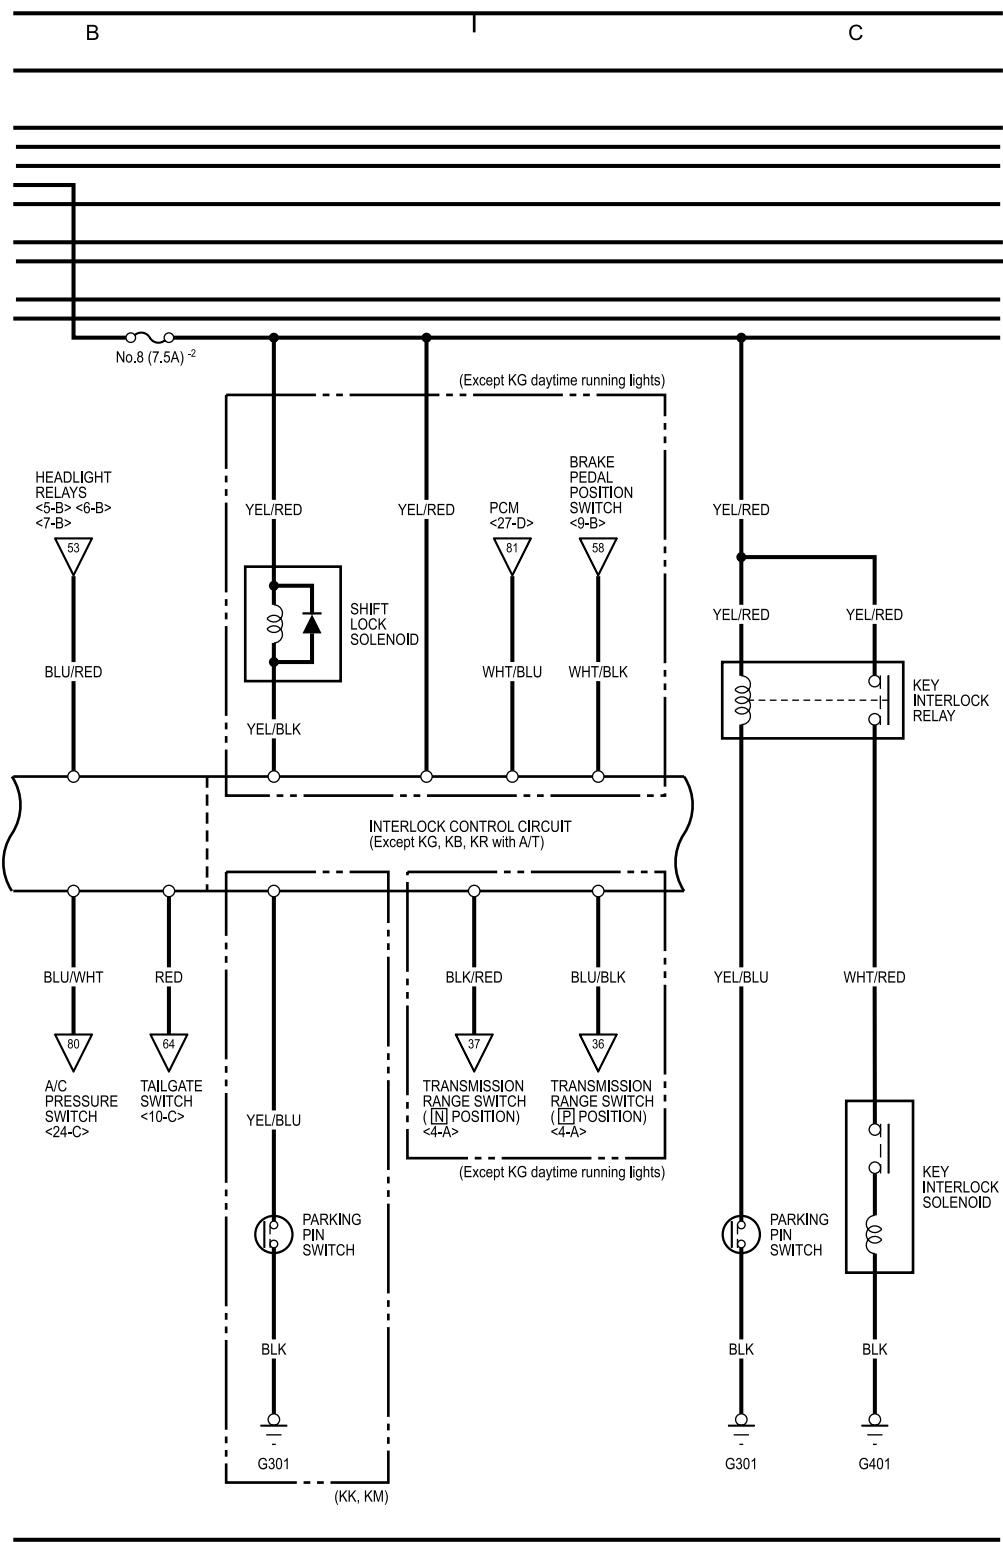 B
C
No.8 (7.5A) -2
(Except KG daytime running lights)
HEADLIGHT
RELAYS
<5-B> <6-B>
<7-B>
53
YEL/RED
YEL/RED
PCM
<27-D>
81
BRAKE
PEDAL
POSITION
SWITCH
<9-B>
58
YEL/RED
SHIFT
LOCK
SOLENOID
YEL/RED
YEL/RED
BLU/RED
WHT/BLU
WHT/BLK
KEY
INTERLOCK
RELAY
YEL/BLK
INTERLOCK CONTROL CIRCUIT
(Except KG, KB, KR with A/T)
BLU/WHT
RED
BLK/RED
BLU/BLK
YEL/BLU
WHT/RED
80
64
37
36
A/C
PRESSURE
SWITCH
<24-C>
TAILGATE
SWITCH
<10-C>
YEL/BLU
TRANSMISSION
RANGE SWITCH
( N POSITION)
<4-A>
TRANSMISSION
RANGE SWITCH
( P POSITION)
<4-A>
(Except KG daytime running lights)
KEY
INTERLOCK
SOLENOID
PARKING
PIN
SWITCH
PARKING
PIN
SWITCH
BLK
BLK
BLK
G301
G301
G401
(KK, KM)